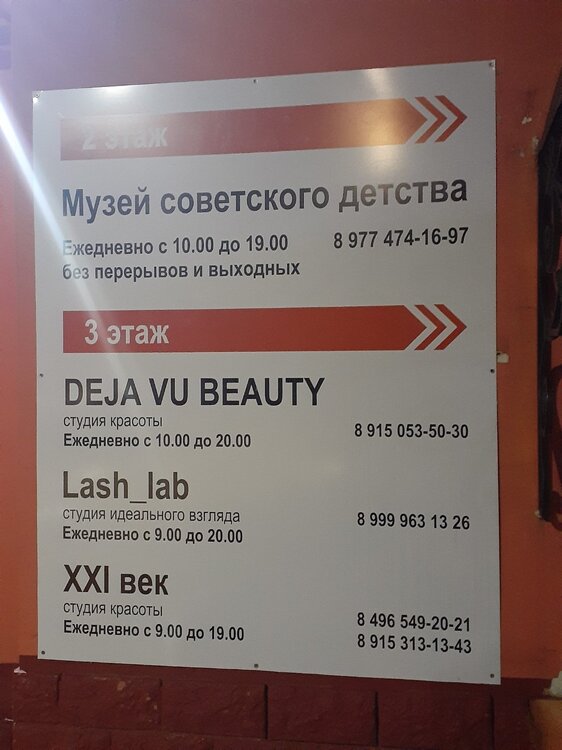 2 этаж
Музей советского детства
Ежедневно с 10.00 до 19.00 8 977 474-16-97
без перерывов и выходных
3 этаж
DEJA VU BEAUTY
студия красоты
Ежедневно с 10.00 до 20.00 8 915 053-50-30
Lash_lab
студия идеального взгляда 8 999 963 13 26
Ежедневно с 9.00 до 20.00
XXI век
студия красоты 8 496 549-20-21
Ежедневно с 9.00 до 19.00 8 915 313-13-43